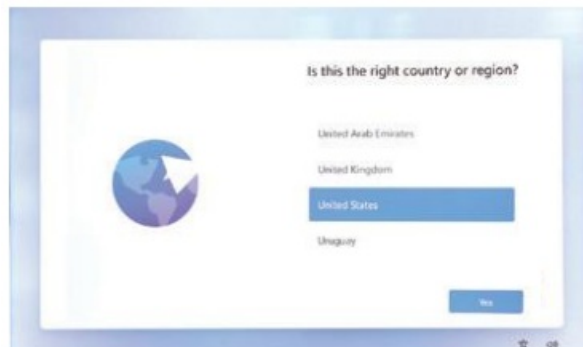 Is this the right country or region?
United Arab Emirates
United Kingdom
United States
Uruguay
Yes